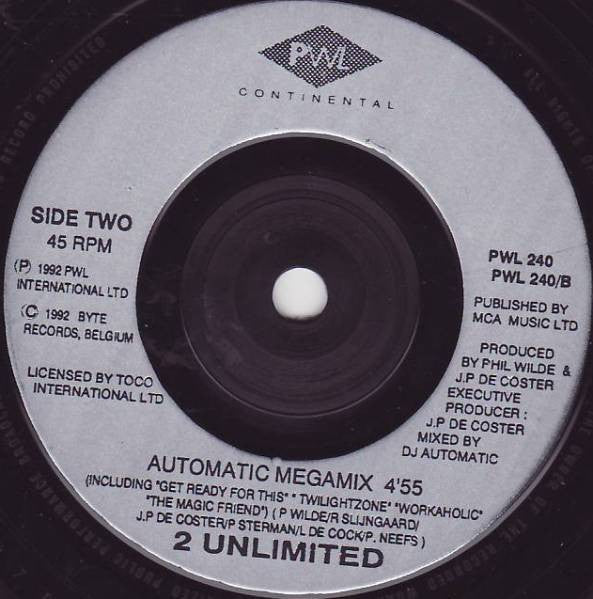 PWL
CONTINENTAL
SIDE TWO
45 RPM
(P) 1992 PWL
INTERNATIONAL LTD
(C) 1992 BYTE
RECORDS, BELGIUM
LICENSED BY TOCO
INTERNATIONAL LTD
PWL 240
PWL 240/B
PUBLISHED BY
MCA MUSIC LTD
PRODUCED
BY PHIL WILDE &
J.P DE COSTER
EXECUTIVE
PRODUCER :
J.P DE COSTER
MIXED BY
DJ AUTOMATIC
AUTOMATIC MEGAMIX 4'55
(INCLUDING "GET READY FOR THIS" "TWILIGHTZONE" "WORKAHOLIC"
"THE MAGIC FRIEND") ( P WILDE/R SLIJNGAARD/
J.P DE COSTER/P STERMAN/L DE COCK/P. NEEFS )
2 UNLIMITED